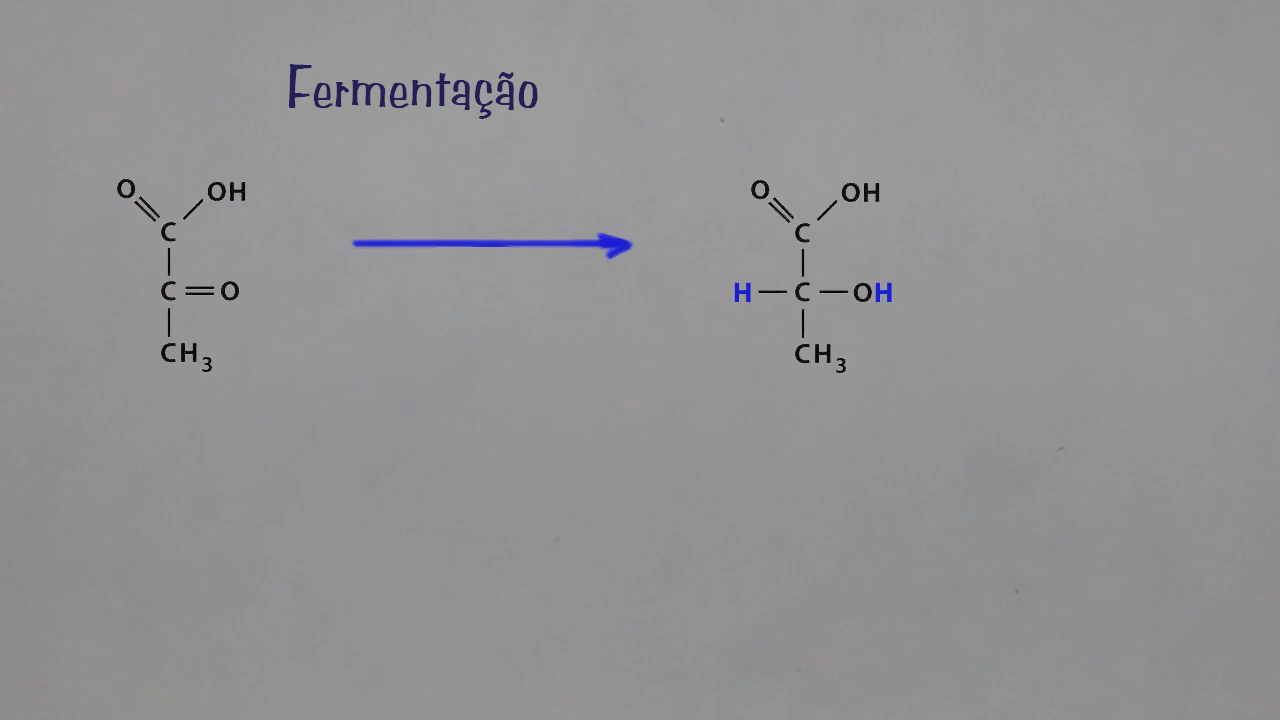 Fermentação
O OH O OH
C C
C=O H—C—OH
CH3 CH3